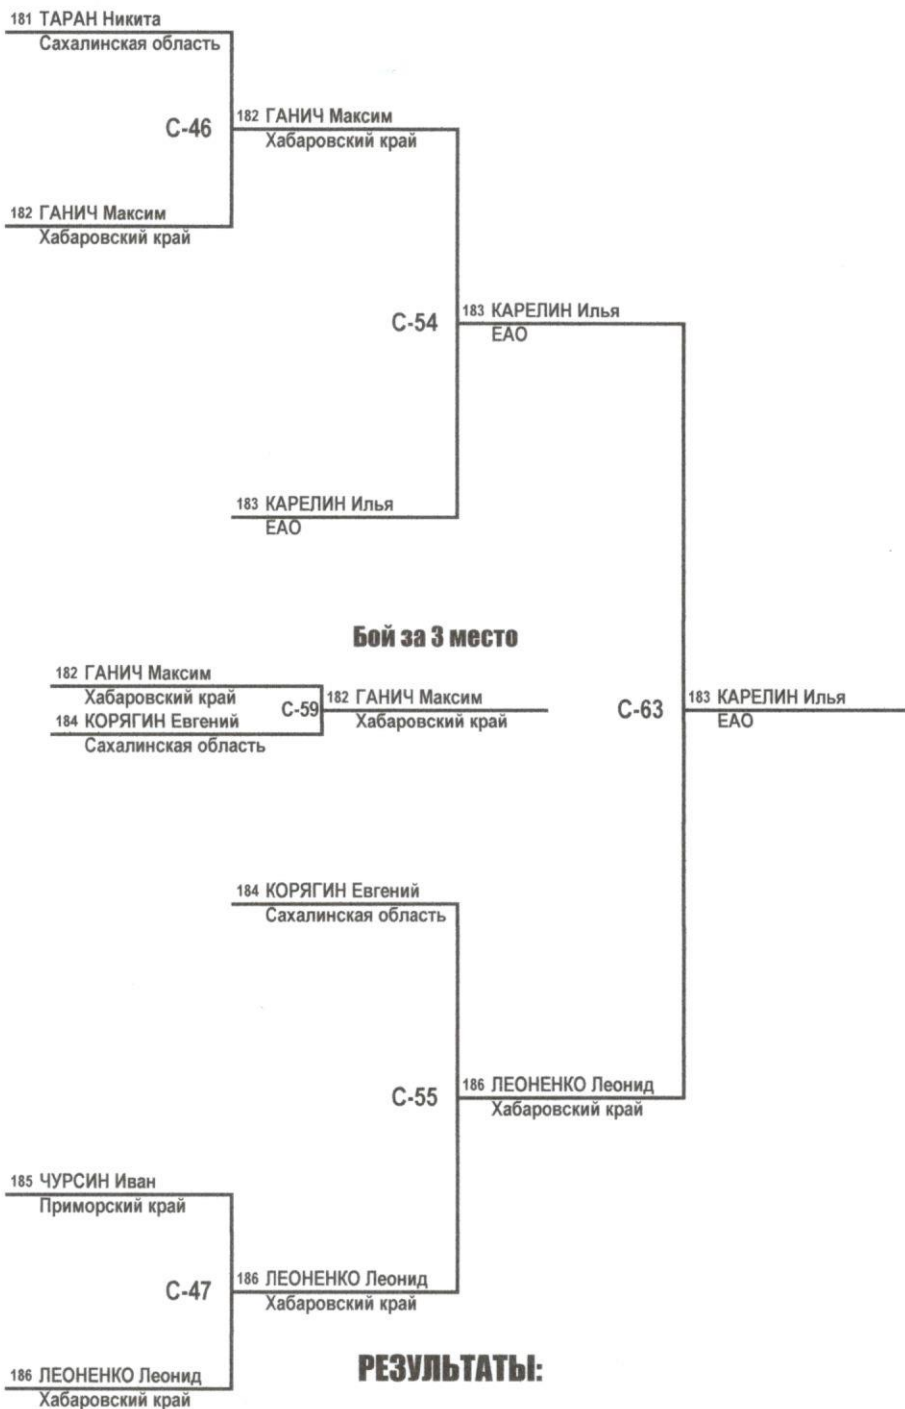 181 ТАРАН Никита
Сахалинская область
182 ГАНИЧ Максим
С-46
Хабаровский край
182 ГАНИЧ Максим
Хабаровский край
183 КАРЕЛИН Илья
С-54
ЕАО
183 КАРЕЛИН Илья
ЕАО
Бой за 3 место
182 ГАНИЧ Максим
Хабаровский край
184 КОРЯГИН Евгений
Сахалинская область
С-59
182 ГАНИЧ Максим
Хабаровский край
С-63
183 КАРЕЛИН Илья
ЕАО
184 КОРЯГИН Евгений
Сахалинская область
С-55
186 ЛЕОНЕНКО Леонид
Хабаровский край
185 ЧУРСИН Иван
Приморский край
С-47
186 ЛЕОНЕНКО Леонид
Хабаровский край
РЕЗУЛЬТАТЫ:
186 ЛЕОНЕНКО Леонид
Хабаровский край